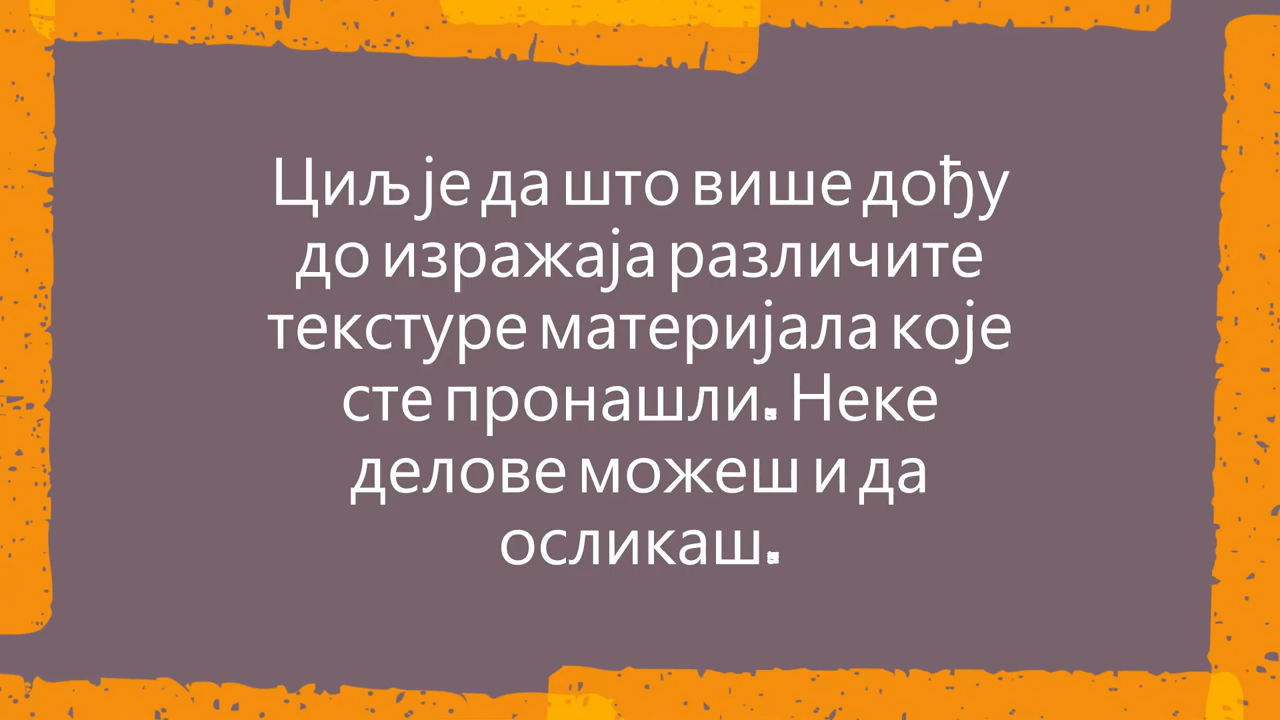 Циљ је да што више дођу
до изражаја различите
текстуре материјала које
сте пронашли. Неке
делове можеш и да
осликаш.